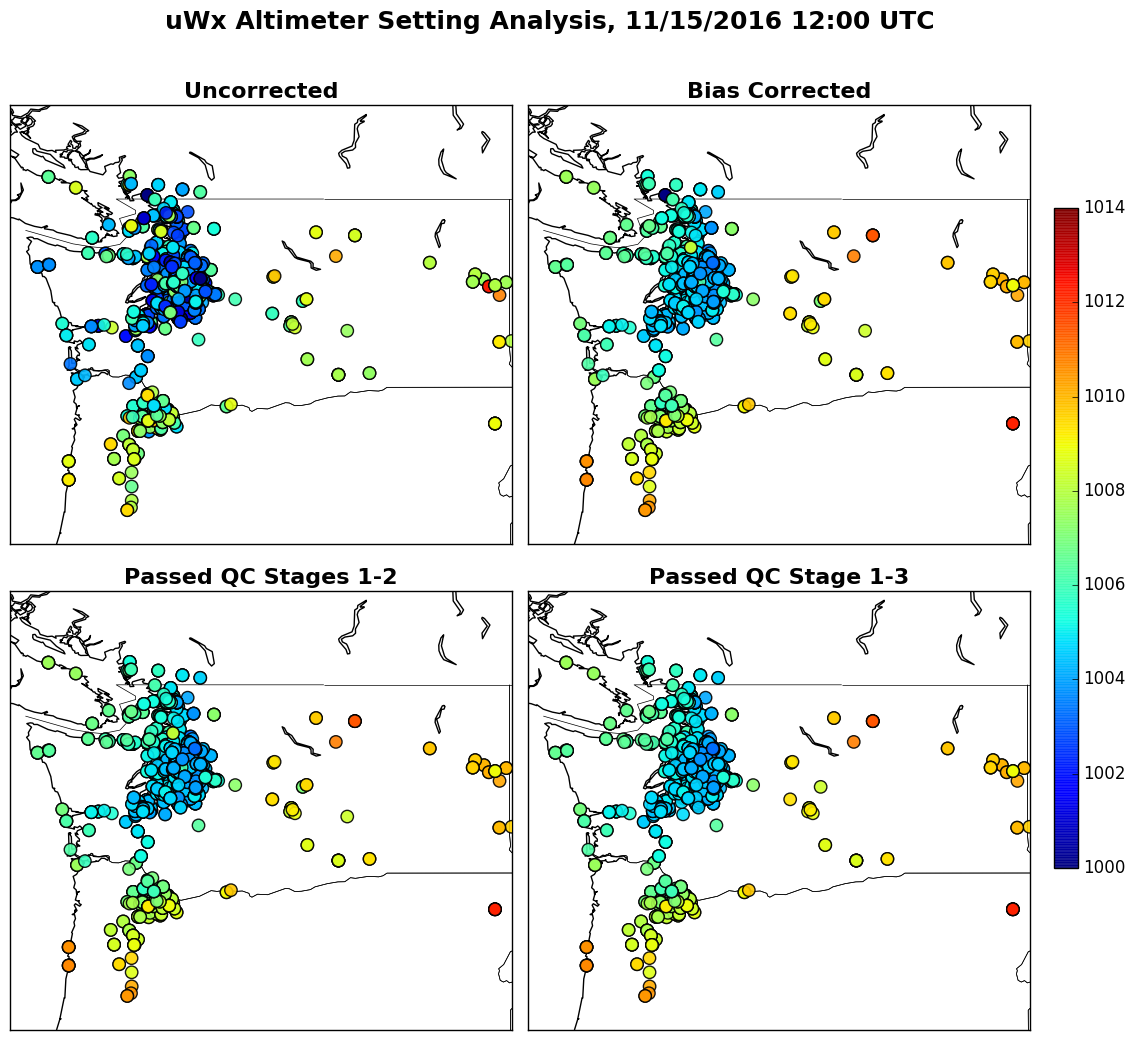 uWx Altimeter Setting Analysis, 11/15/2016 12:00 UTC
Uncorrected
Bias Corrected
Passed QC Stages 1-2
Passed QC Stage 1-3
1014
1012
1010
1008
1006
1004
1002
1000